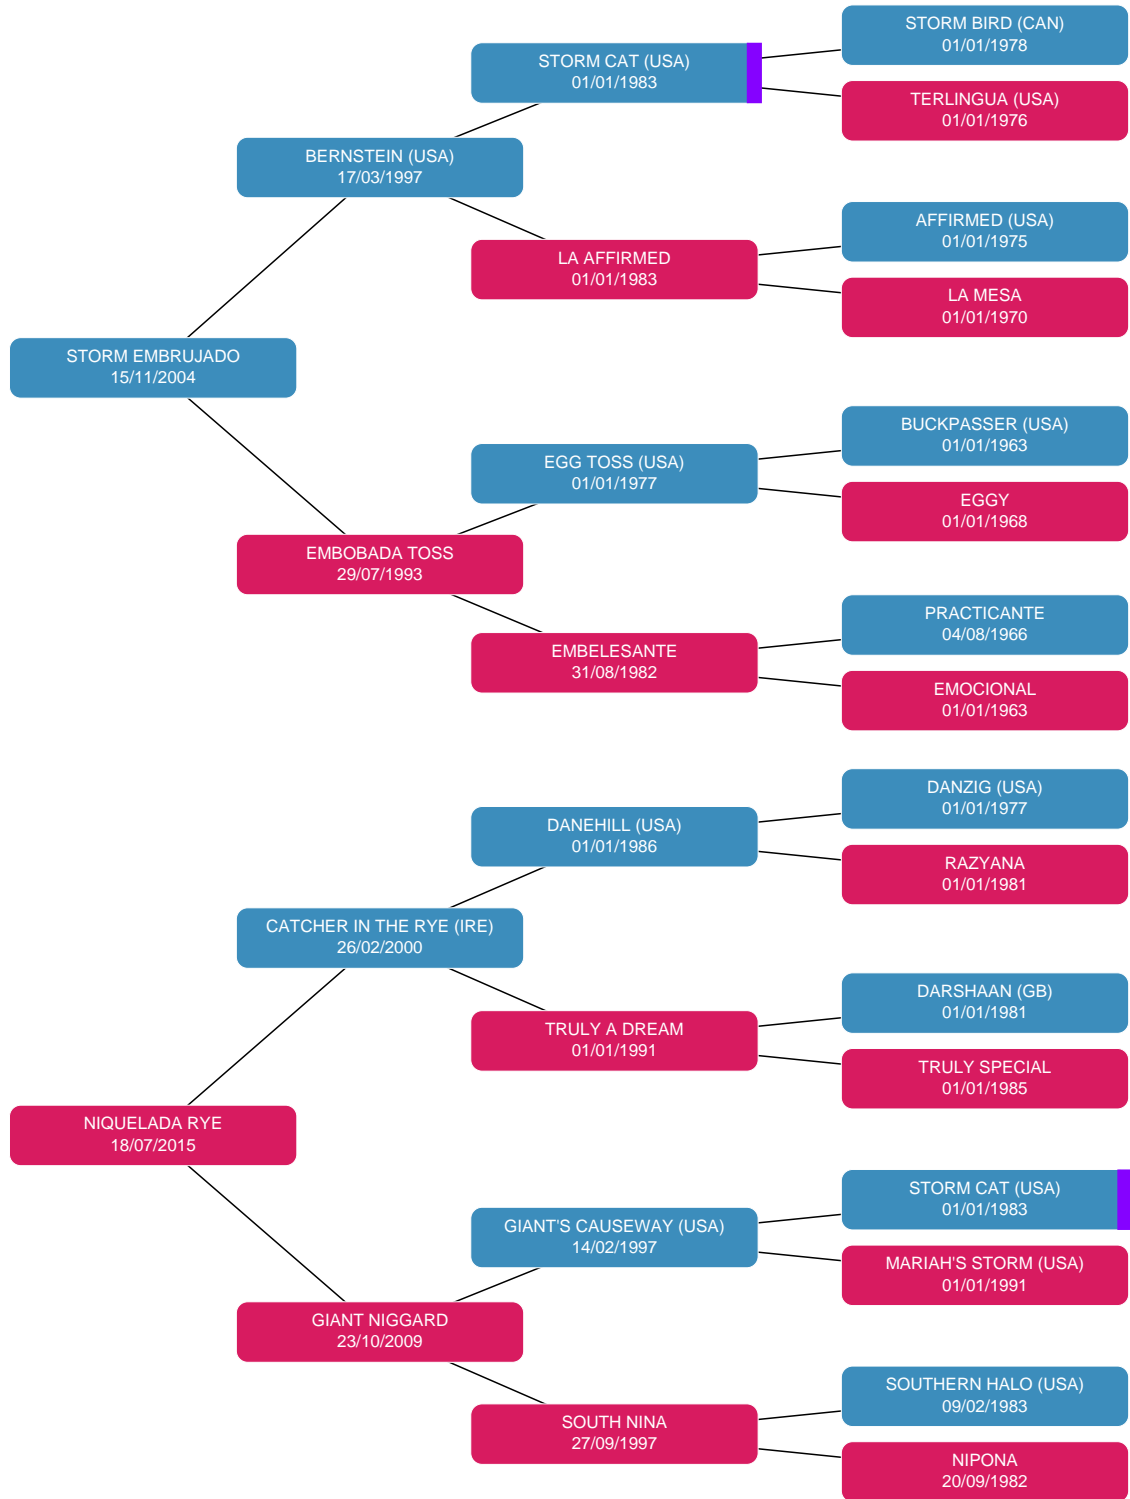 STORM BIRD (CAN)
01/01/1978
STORM CAT (USA)
01/01/1983
TERLINGUA (USA)
01/01/1976
BERNSTEIN (USA)
17/03/1997
AFFIRMED (USA)
01/01/1975
LA AFFIRMED
01/01/1983
LA MESA
01/01/1970
STORM EMBRUJADO
15/11/2004
BUCKPASSER (USA)
01/01/1963
EGG TOSS (USA)
01/01/1977
EGGY
01/01/1968
EMBOBADA TOSS
29/07/1993
PRACTICANTE
04/08/1966
EMBELESANTE
31/08/1982
EMOCIONAL
01/01/1963
DANZIG (USA)
01/01/1977
DANEHILL (USA)
01/01/1986
RAZYANA
01/01/1981
CATCHER IN THE RYE (IRE)
26/02/2000
DARSHAAN (GB)
01/01/1981
TRULY A DREAM
01/01/1991
TRULY SPECIAL
01/01/1985
NIQUELADA RYE
18/07/2015
STORM CAT (USA)
01/01/1983
GIANT'S CAUSEWAY (USA)
14/02/1997
MARIAH'S STORM (USA)
01/01/1991
GIANT NIGGARD
23/10/2009
SOUTHERN HALO (USA)
09/02/1983
SOUTH NINA
27/09/1997
NIPONA
20/09/1982